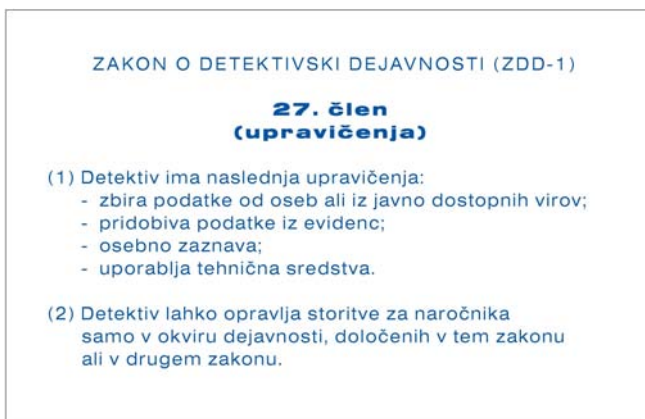 ZAKON O DETEKTIVSKI DEJAVNOSTI (ZDD-1)
27. člen
(upravičenja)
(1) Detektiv ima naslednja upravičenja:
- zbira podatke od oseb ali iz javno dostopnih virov;
- pridobiva podatke iz evidenc;
- osebno zaznava;
- uporablja tehnična sredstva.
(2) Detektiv lahko opravlja storitve za naročnika
samo v okviru dejavnosti, določenih v tem zakonu
ali v drugem zakonu.